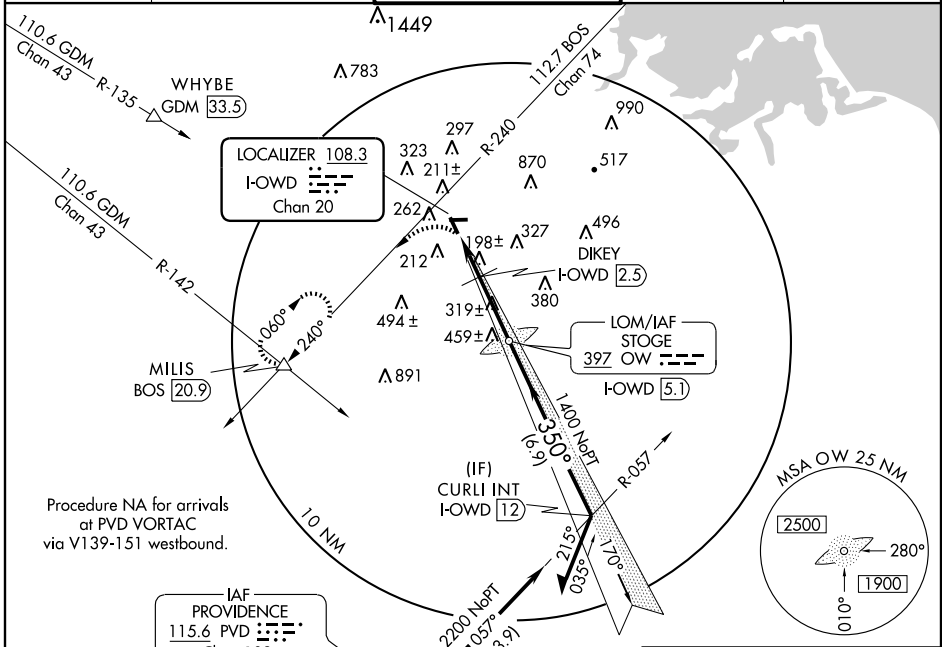 1449
110.6 GDM
Chan 43
R-135
WHYBE
GDM 33.5
783
112.7 BOS
Chan 74
R-240
990
297
LOCALIZER 108.3
I-OWD
Chan 20
323
211±
870
517
110.6 GDM
Chan 43
R-142
262
212
198±
327
496
DIKEY
I-OWD 2.5
380
494±
319±
459±
LOM/IAF
STOGE
397 OW
I-OWD 5.1
060°
240°
MILIS
BOS 20.9
891
1400 NoPT
350°
(6.9)
R-057
(IF)
CURLI INT
I-OWD 12
MSA OW 25 NM
2500
280°
1900
010°
Procedure NA for arrivals
at PVD VORTAC
via V139-151 westbound.
10 NM
215°
035°
170°
2200 NoPT
057°
3.9)
IAF
PROVIDENCE
115.6 PVD